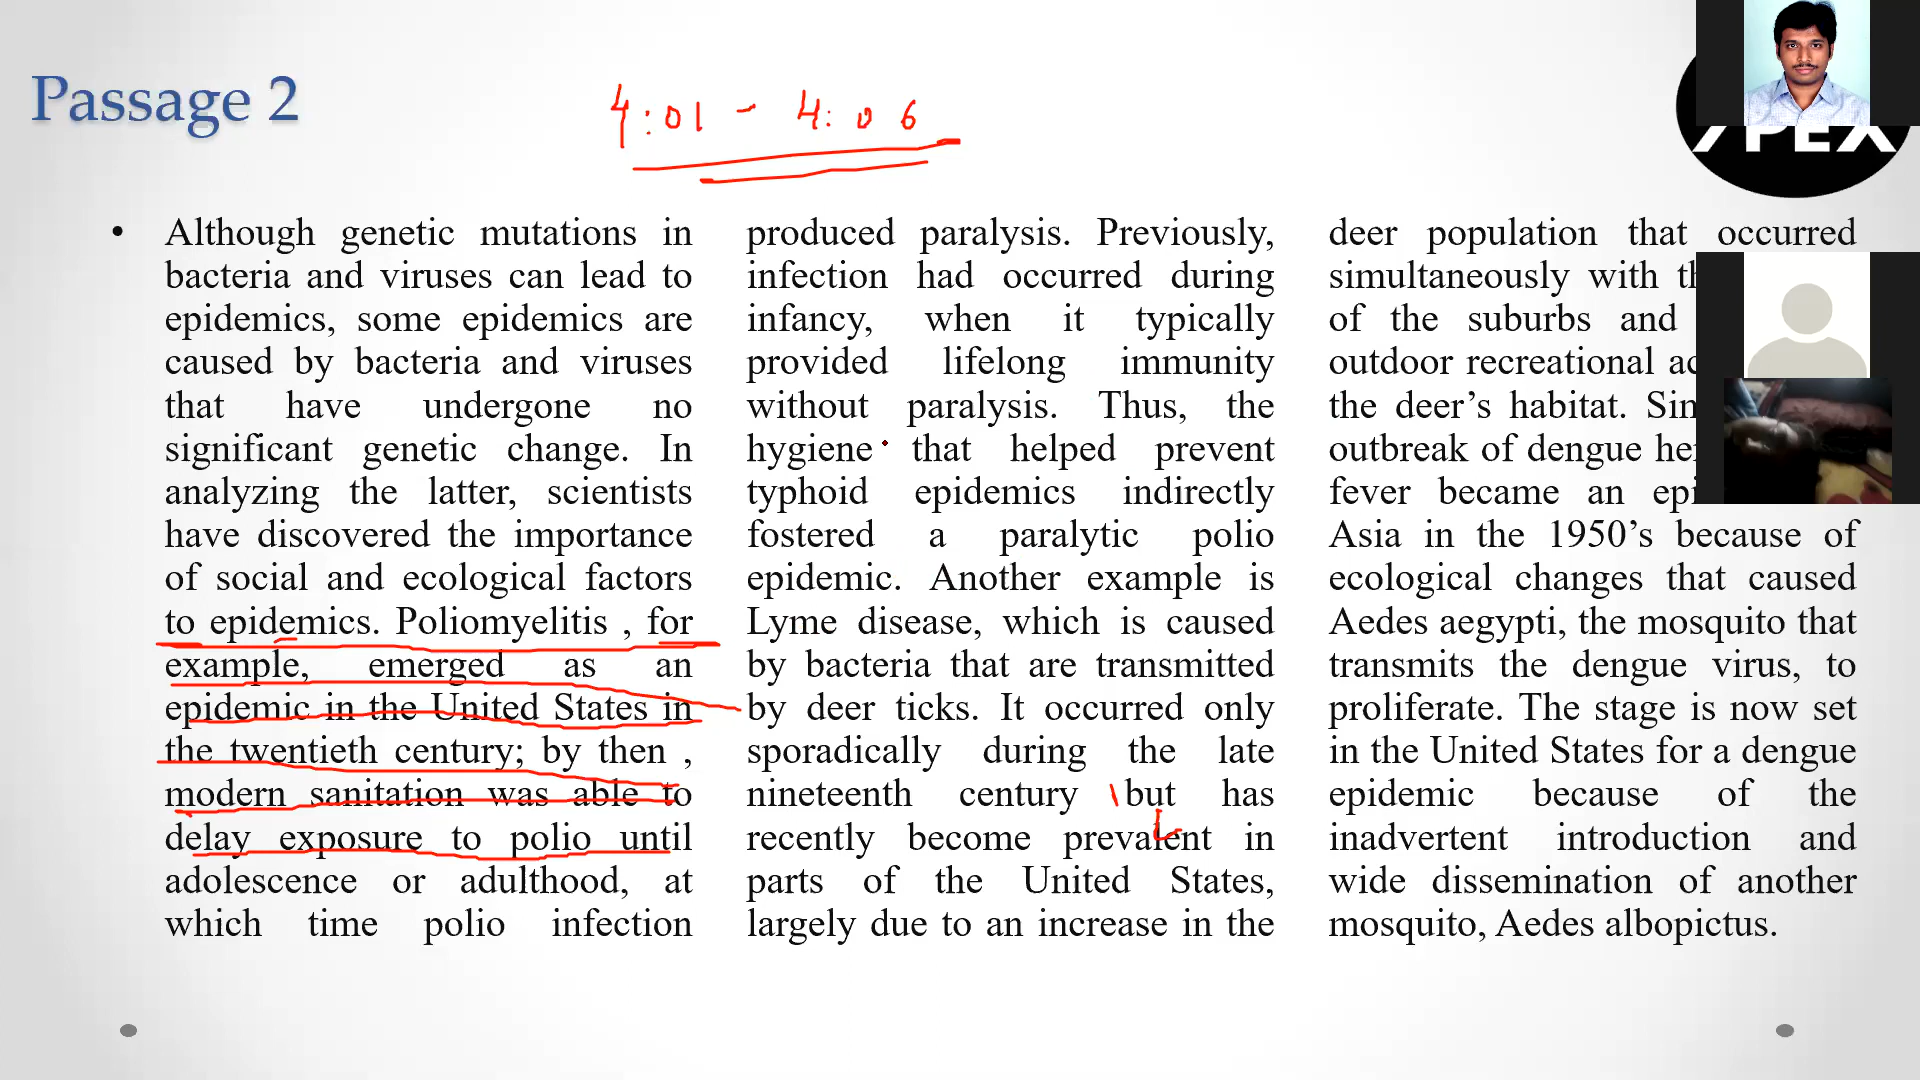 Passage 2
4:01 - 4:06
APEX
• Although genetic mutations in
bacteria and viruses can lead to
epidemics, some epidemics are
caused by bacteria and viruses
that have undergone no
significant genetic change. In
analyzing the latter, scientists
have discovered the importance
of social and ecological factors
to epidemics. Poliomyelitis , for
example, emerged as an
epidemic in the United States in
the twentieth century; by then ,
modern sanitation was able to
delay exposure to polio until
adolescence or adulthood, at
which time polio infection
produced paralysis. Previously,
infection had occurred during
infancy, when it typically
provided lifelong immunity
without paralysis. Thus, the
hygiene that helped prevent
typhoid epidemics indirectly
fostered a paralytic polio
epidemic. Another example is
Lyme disease, which is caused
by bacteria that are transmitted
by deer ticks. It occurred only
sporadically during the late
nineteenth century but has
recently become prevalent in
parts of the United States,
largely due to an increase in the
deer population that occurred
simultaneously with
of the suburbs and
outdoor recreational
the deer’s habitat.
outbreak of dengue
fever became an
Asia in the 1950’s because of
ecological changes that caused
Aedes aegypti, the mosquito that
transmits the dengue virus, to
proliferate. The stage is now set
in the United States for a dengue
epidemic because of the
inadvertent introduction and
wide dissemination of another
mosquito, Aedes albopictus.